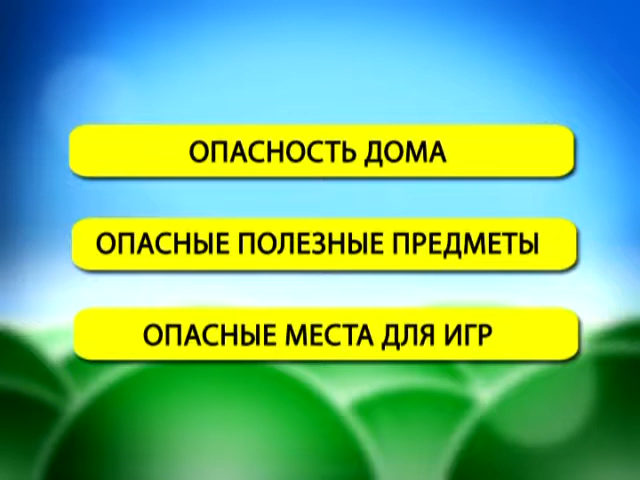 ОПАСНОСТЬ ДОМА
ОПАСНЫЕ ПОЛЕЗНЫЕ ПРЕДМЕТЫ
ОПАСНЫЕ МЕСТА ДЛЯ ИГР